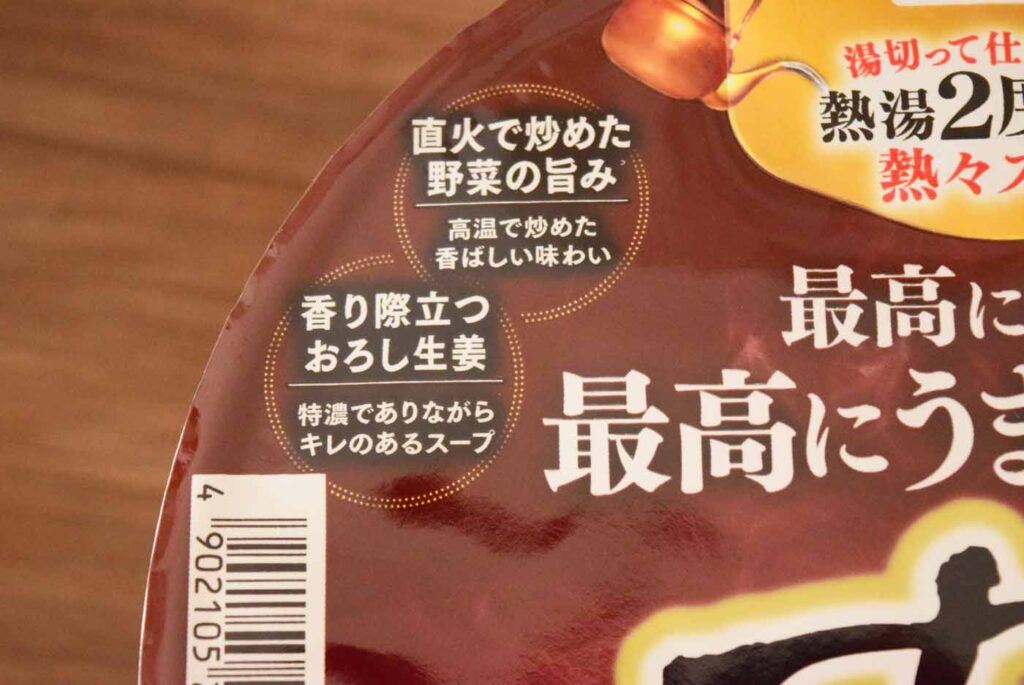 直火で炒めた
野菜の旨み
高温で炒めた
香ばしい味わい
香り際立つ
おろし生姜
特濃でありながら
キレのあるスープ
湯切って仕
熱湯2度
熱々ス
最高に
最高にうま
4 902105